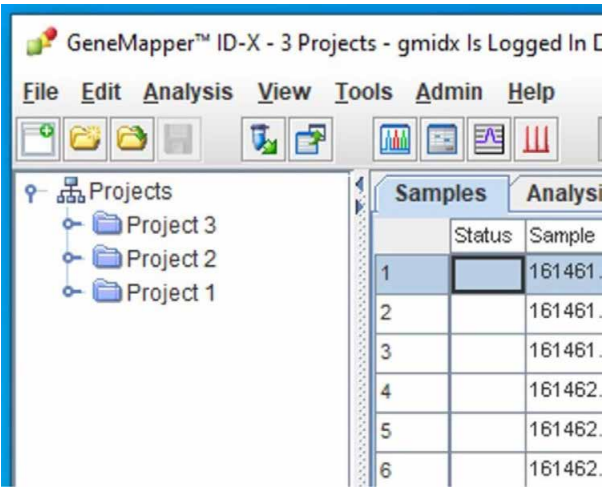 GeneMapper™ ID-X - 3 Projects - gmidx Is Logged In D
File Edit Analysis View Tools Admin Help
Projects
Project 3
Project 2
Project 1
Samples Analysi
Status Sample
1 161461.
2 161461.
3 161461.
4 161462.
5 161462.
6 161462.